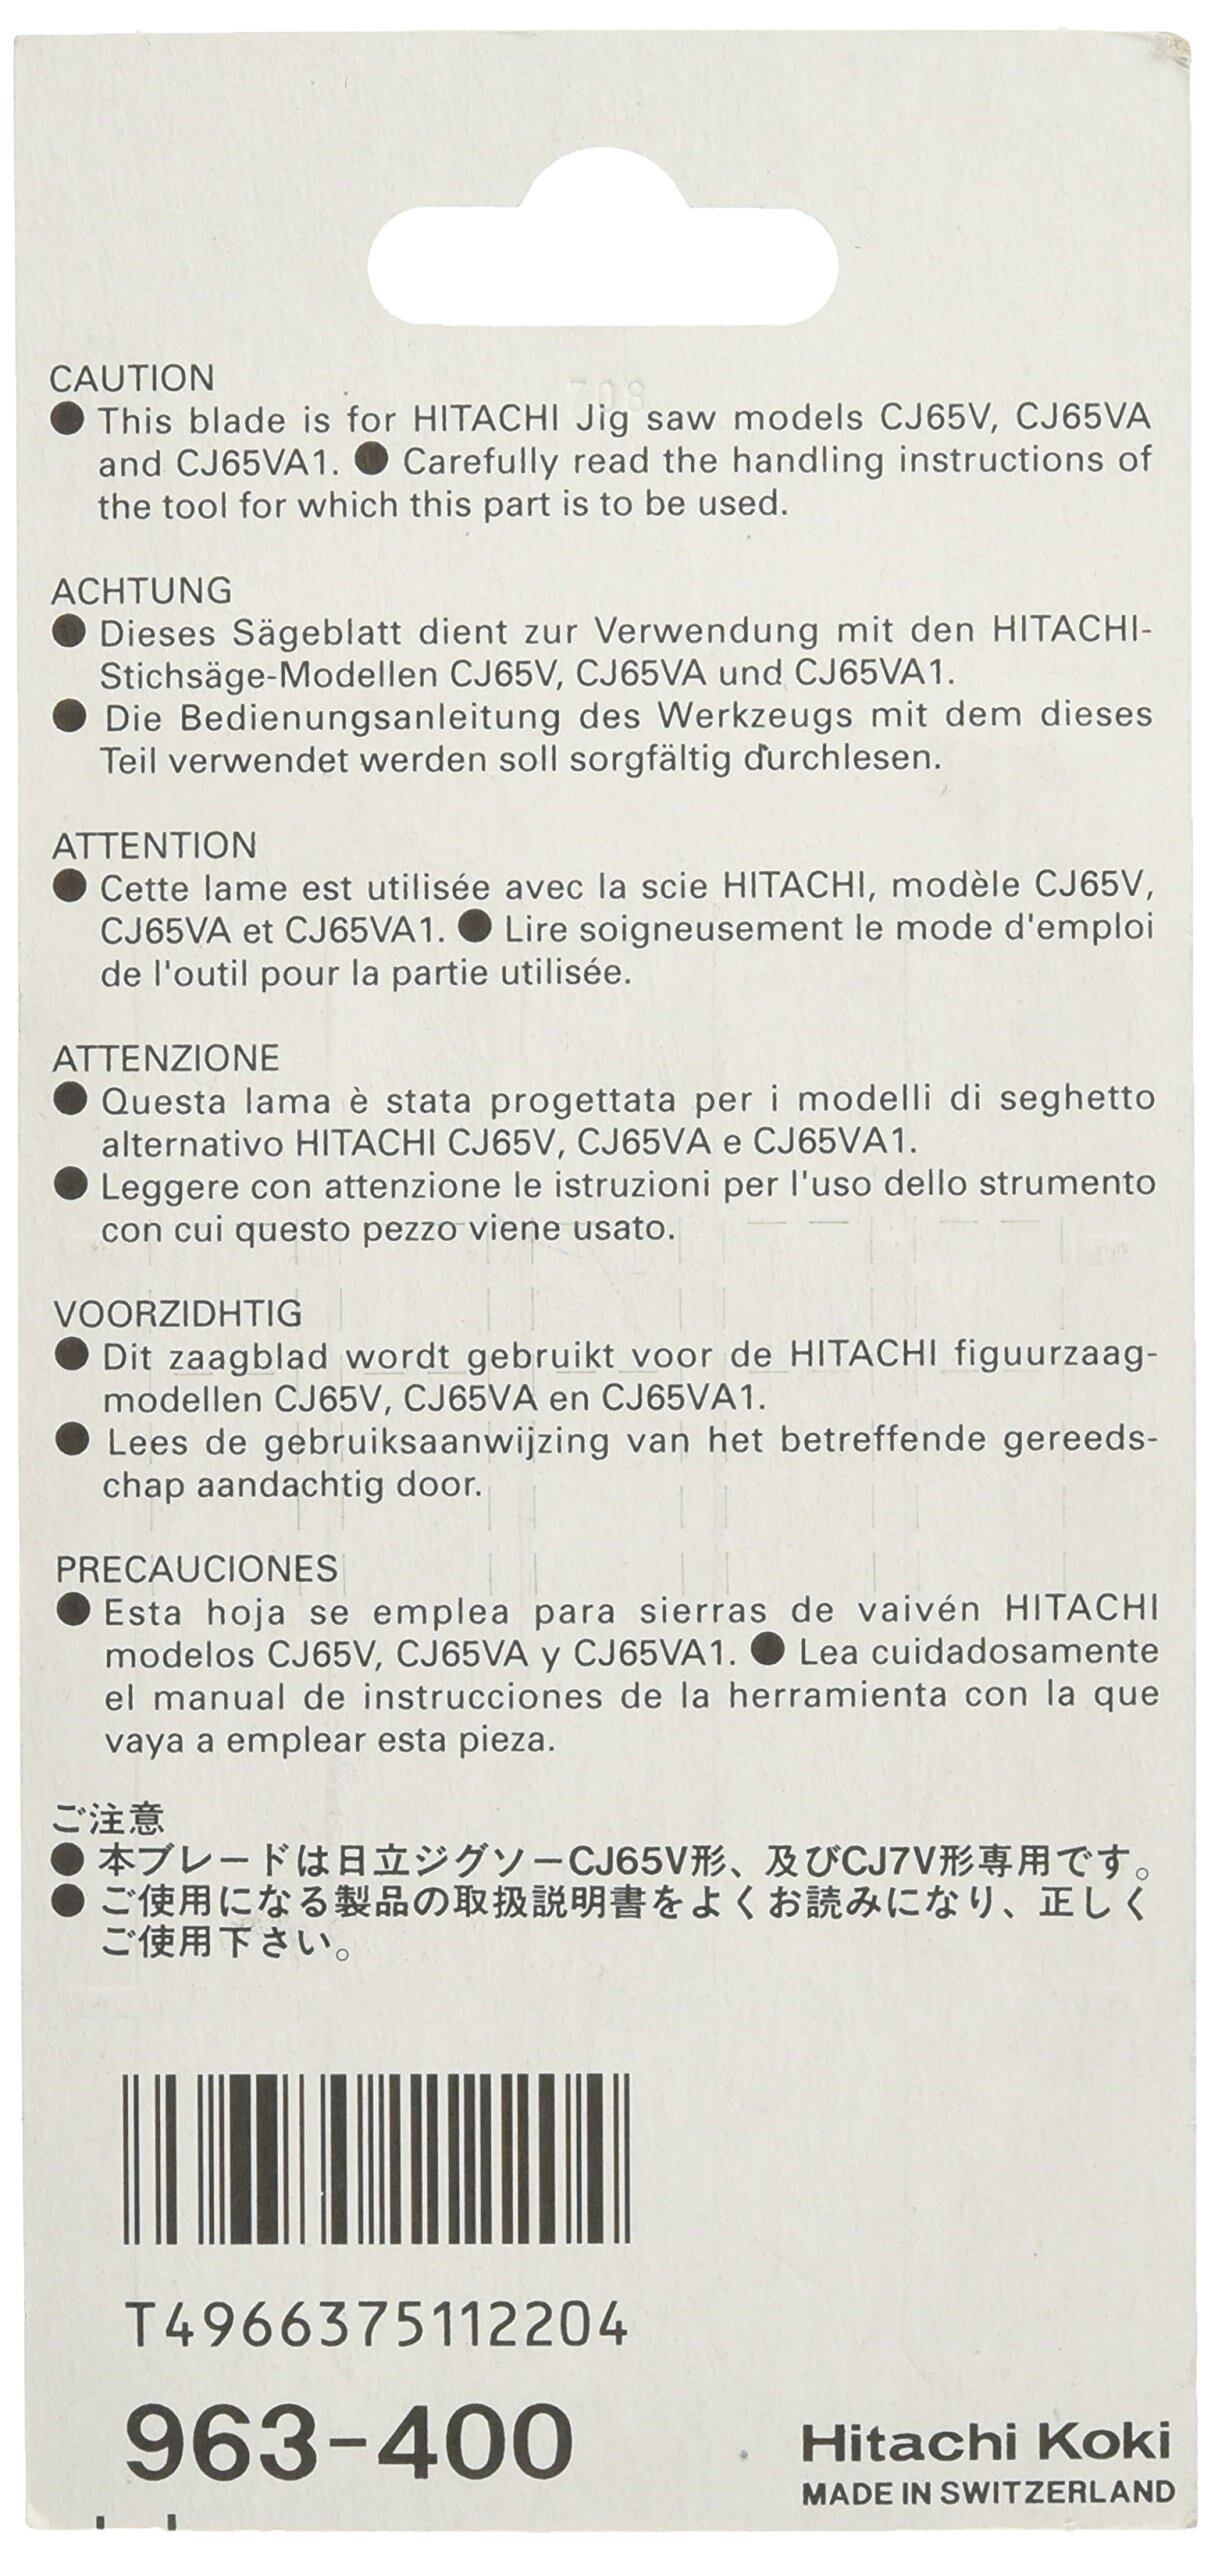 CAUTION
● This blade is for HITACHI Jig saw models CJ65V, CJ65VA
and CJ65VA1. ● Carefully read the handling instructions of
the tool for which this part is to be used.
ACHTUNG
● Dieses Sägeblatt dient zur Verwendung mit den HITACHI-
Stichsäge-Modellen CJ65V, CJ65VA und CJ65VA1.
● Die Bedienungsanleitung des Werkzeugs mit dem dieses
Teil verwendet werden soll sorgfältig durchlesen.
ATTENTION
● Cette lame est utilisée avec la scie HITACHI, modèle CJ65V,
CJ65VA et CJ65VA1. ● Lire soigneusement le mode d'emploi
de l'outil pour la partie utilisée.
ATTENZIONE
● Questa lama è stata progettata per i modelli di seghetto
alternativo HITACHI CJ65V, CJ65VA e CJ65VA1.
● Leggere con attenzione le istruzioni per l'uso dello strumento
con cui questo pezzo viene usato.
VOORZIDHTIG
● Dit zaagblad wordt gebruikt voor de HITACHI figuurzaag-
modellen CJ65V, CJ65VA en CJ65VA1.
● Lees de gebruiksaanwijzing van het betreffende gereeds-
chap aandachtig door.
PRECAUCIONES
● Esta hoja se emplea para sierras de vaivén HITACHI
modelos CJ65V, CJ65VA y CJ65VA1. ● Lea cuidadosamente
el manual de instrucciones de la herramienta con la que
vaya a emplear esta pieza.
ご注意
● 本ブレードは日立ジグソーCJ65V形、及びCJ7V形専用です。
● ご使用になる製品の取扱説明書をよくお読みになり、正しく
ご使用下さい。
T4966375112204
963-400
Hitachi Koki
MADE IN SWITZERLAND